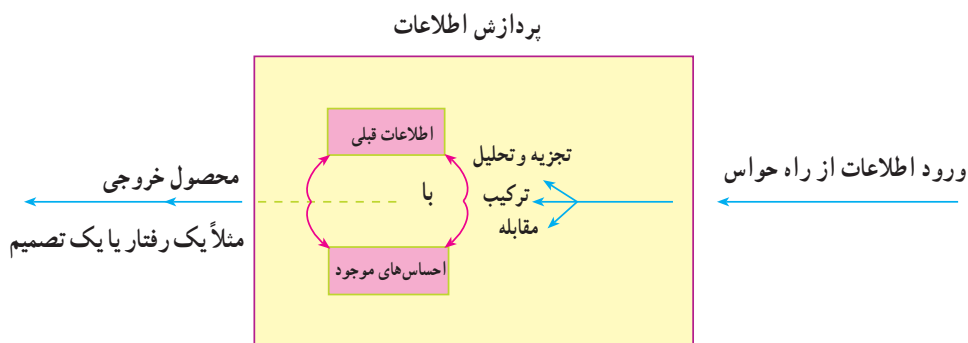 پردازش اطلاعات
ورود اطلاعات از راه حواس
تجزیه و تحلیل
ترکیب
مقابله
اطلاعات قبلی
با
احساس‌های موجود
محصول خروجی
مثلاً یک رفتار یا یک تصمیم